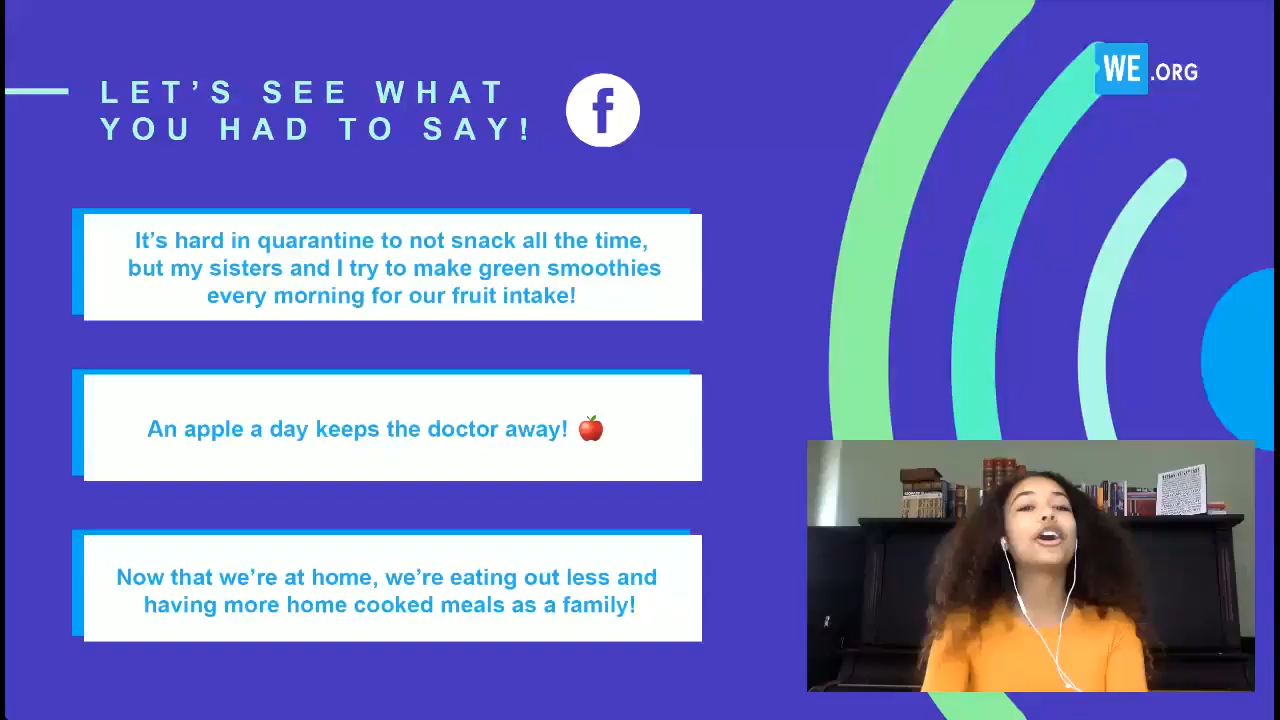 LET’S SEE WHAT
YOU HAD TO SAY!
f
WE.ORG
It’s hard in quarantine to not snack all the time,
but my sisters and I try to make green smoothies
every morning for our fruit intake!
An apple a day keeps the doctor away! 🍎
Now that we’re at home, we’re eating out less and
having more home cooked meals as a family!